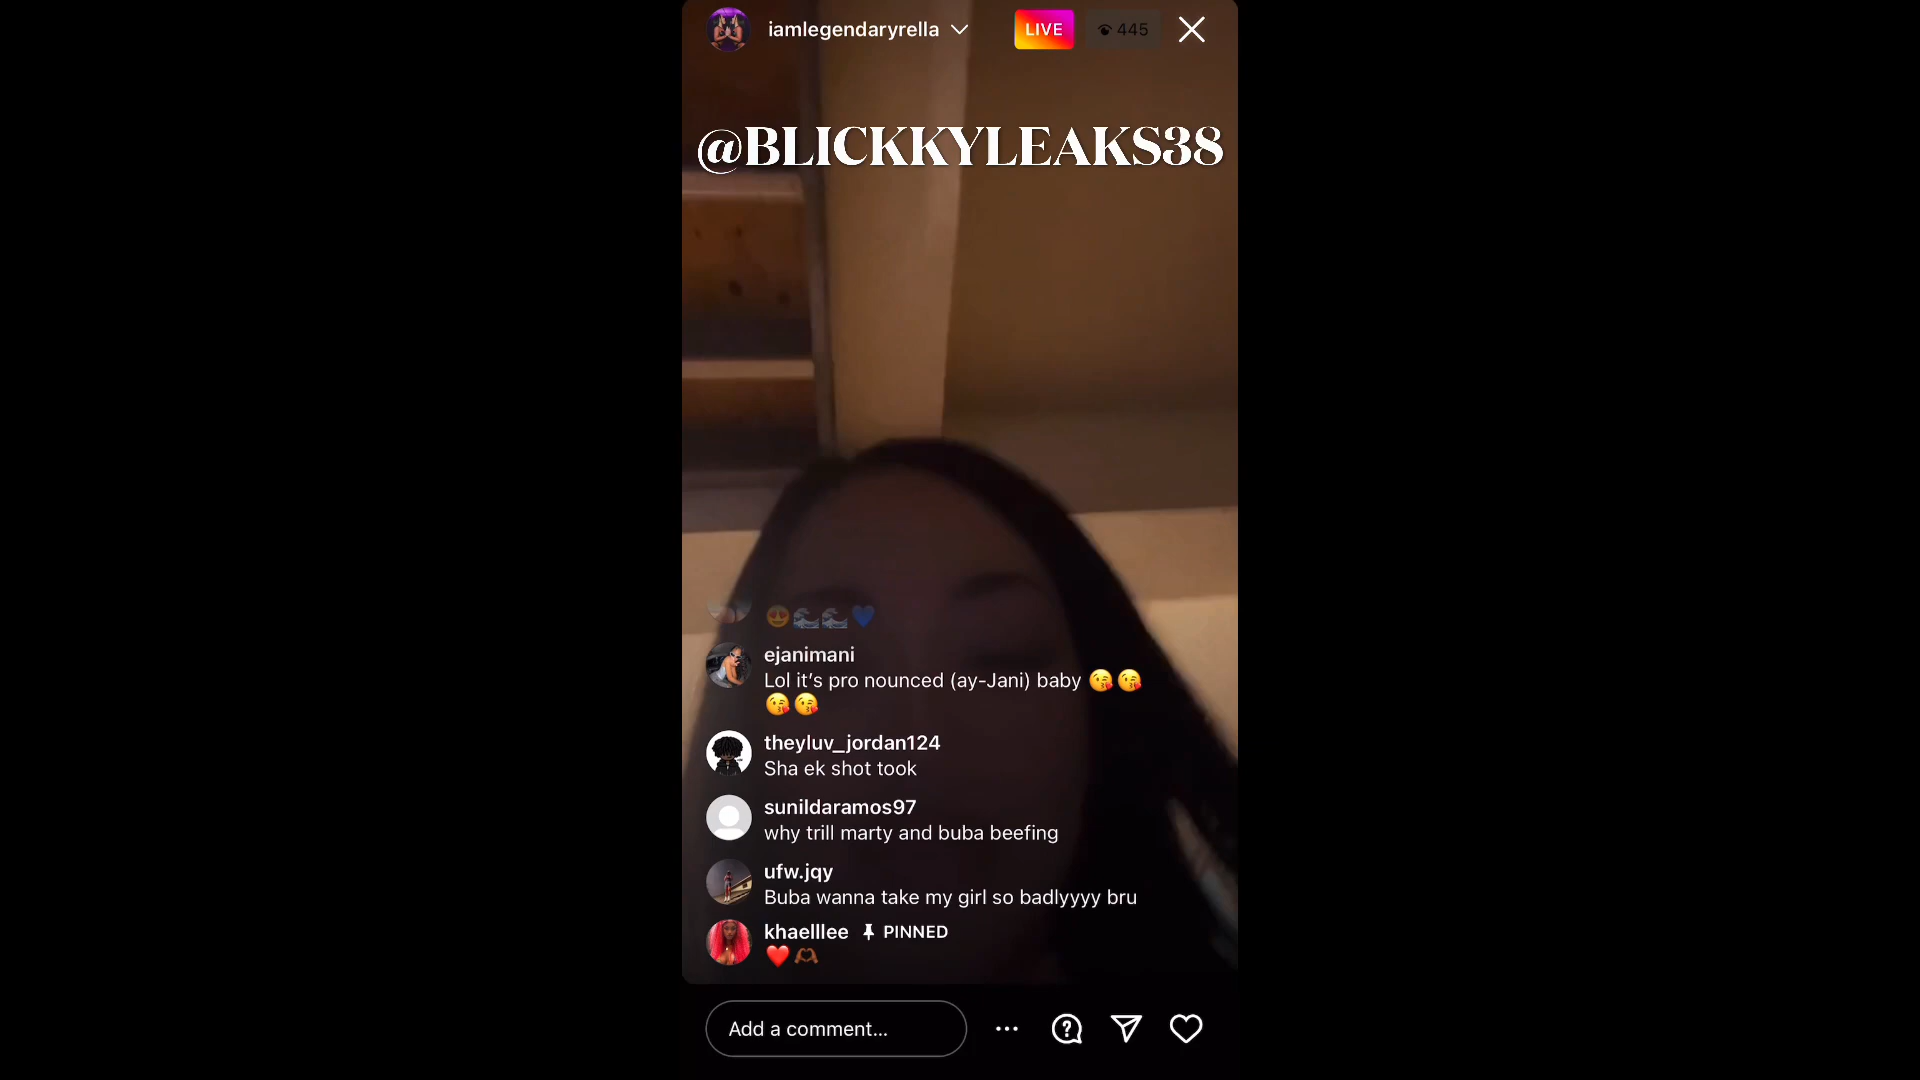 iamlegendaryrella
LIVE
445
@BLICKKYLEAKS38
😍🌊🌊💙
ejanimani
Lol it’s pro nounced (ay-Jani) baby 😘😘
😘😘
theyluv_jordan124
Sha ek shot took
sunildaramos97
why trill marty and buba beefing
ufw.jqy
Buba wanna take my girl so badlyyyy bru
khaelllee PINNED
❤️🫶🏾
Add a comment...